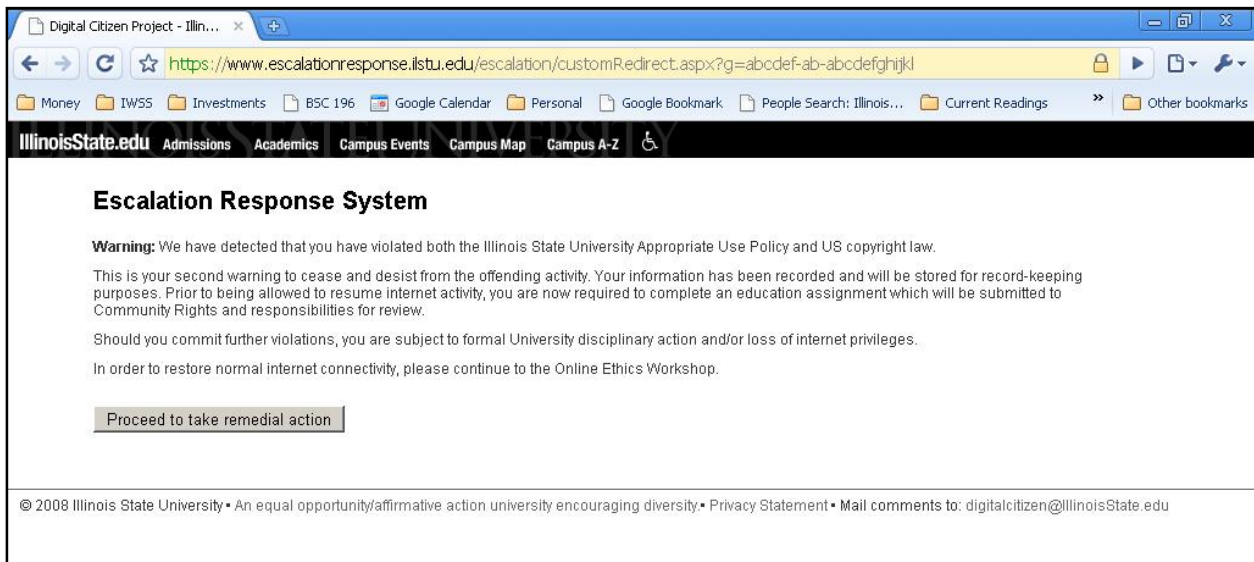 Digital Citizen Project - Illin...
https://www.escalationresponse.ilstu.edu/escalation/customRedirect.aspx?g=abcdef-ab-abcdefghijkl
Money IWSS Investments BSC 196 Google Calendar Personal Google Bookmark People Search: Illinois... Current Readings » Other bookmarks
ILLINOIS STATE UNIVERSITY
IllinoisState.edu Admissions Academics Campus Events Campus Map Campus A-Z
Escalation Response System
Warning: We have detected that you have violated both the Illinois State University Appropriate Use Policy and US copyright law.
This is your second warning to cease and desist from the offending activity. Your information has been recorded and will be stored for record-keeping
purposes. Prior to being allowed to resume internet activity, you are now required to complete an education assignment which will be submitted to
Community Rights and responsibilities for review.
Should you commit further violations, you are subject to formal University disciplinary action and/or loss of internet privileges.
In order to restore normal internet connectivity, please continue to the Online Ethics Workshop.
Proceed to take remedial action
© 2008 Illinois State University ▪ An equal opportunity/affirmative action university encouraging diversity.▪ Privacy Statement ▪ Mail comments to: digitalcitizen@IllinoisState.edu